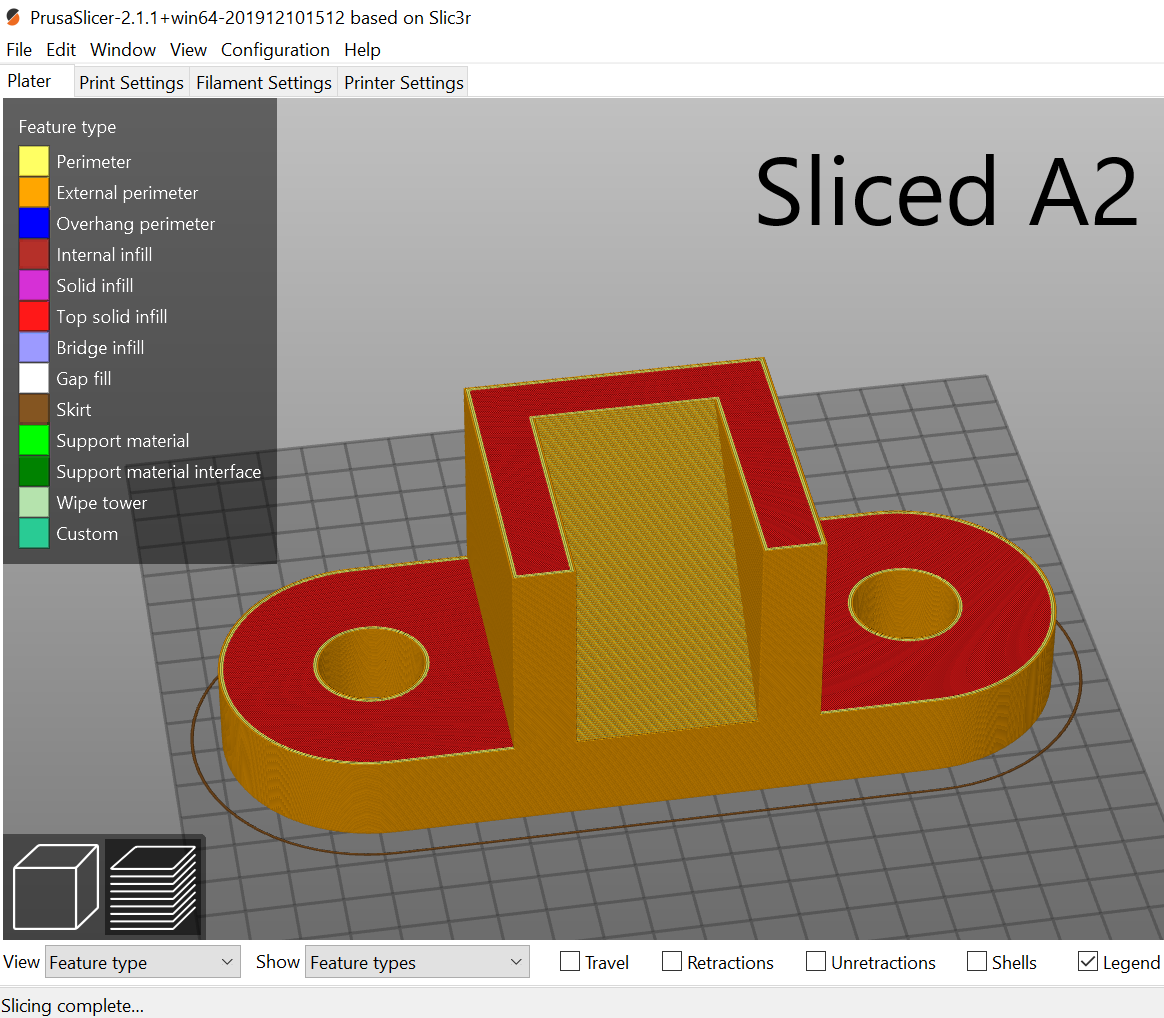 PrusaSlicer-2.1.1+win64-201912101512 based on Slic3r
File Edit Window View Configuration Help
Plater Print Settings Filament Settings Printer Settings
Feature type
Sliced A2
Perimeter
External perimeter
Overhang perimeter
Internal infill
Solid infill
Top solid infill
Bridge infill
Gap fill
Skirt
Support material
Support material interface
Wipe tower
Custom
View Feature type Show Feature types Travel Retractions Unretractions Shells Legend
Slicing complete...